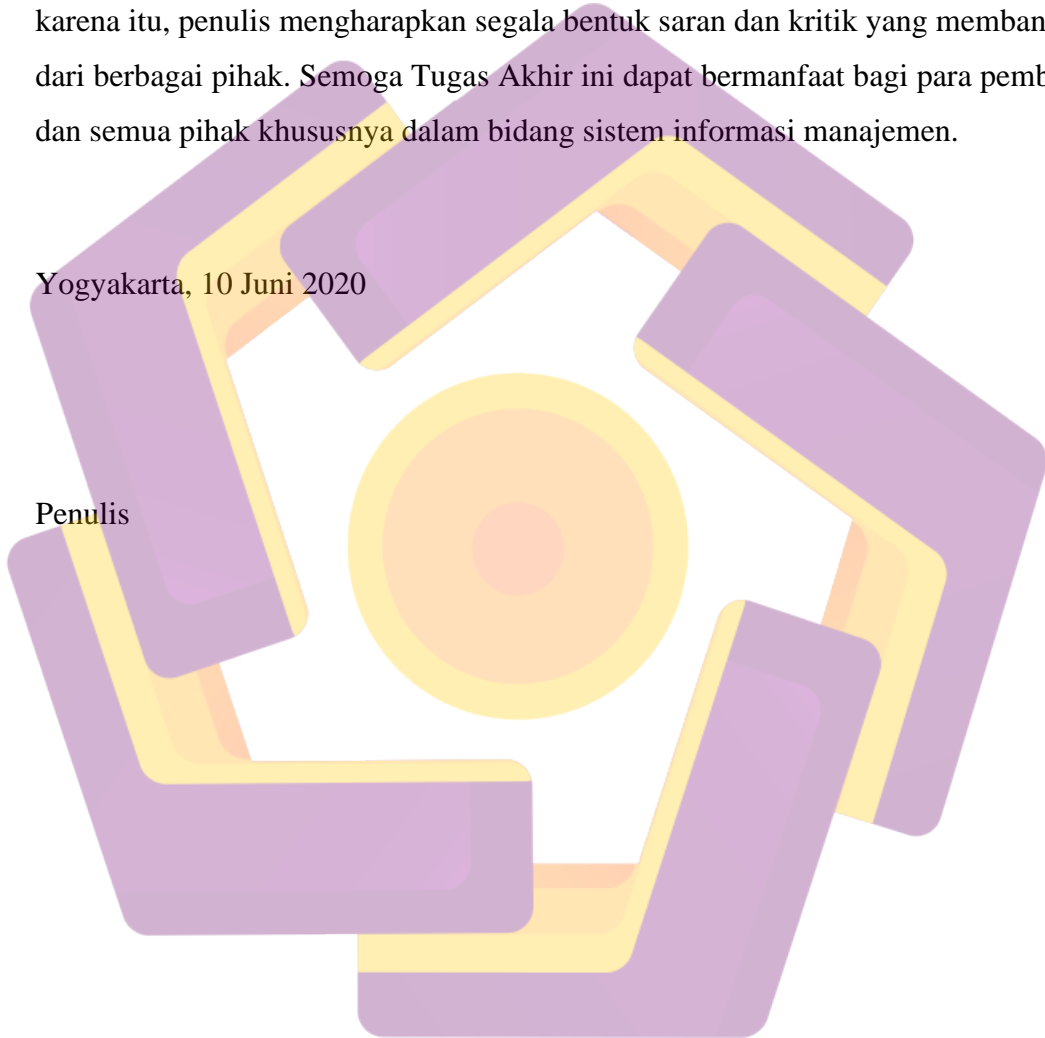 karena itu, penulis mengharapkan segala bentuk saran dan kritik yang memban
dari berbagai pihak. Semoga Tugas Akhir ini dapat bermanfaat bagi para pemb
dan semua pihak khususnya dalam bidang sistem informasi manajemen.
Yogyakarta, 10 Juni 2020
Penulis